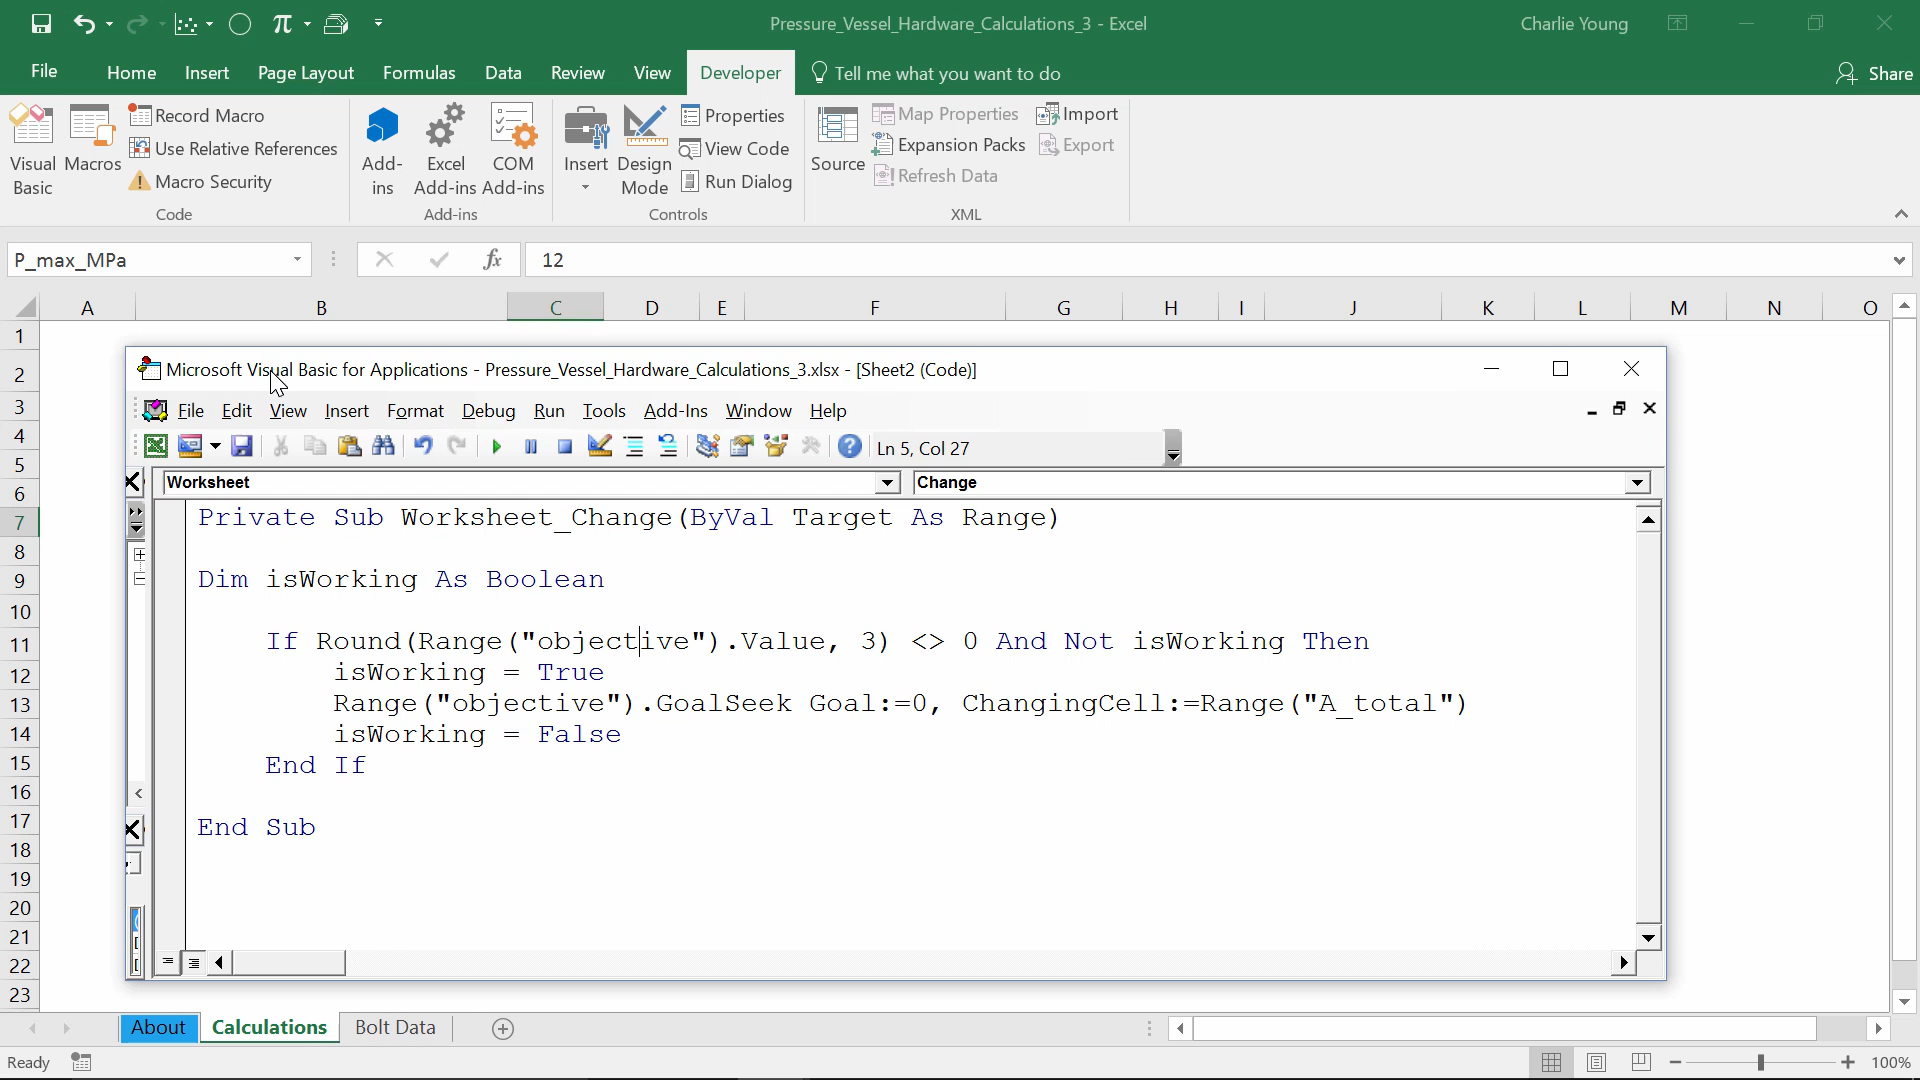 Pressure_Vessel_Hardware_Calculations_3 - Excel
Charlie Young
File Home Insert Page Layout Formulas Data Review View Developer Tell me what you want to do Share
Visual Basic
Macros
Record Macro
Use Relative References
Macro Security
Code
Add-ins
Excel Add-ins
COM Add-ins
Add-ins
Insert
Design Mode
Properties
View Code
Run Dialog
Controls
Source
Map Properties
Expansion Packs
Refresh Data
Import
Export
XML
P_max_MPa
fx
12
A B C D E F G H I J K L M N O
1
2
3
4
5
6
7
8
9
10
11
12
13
14
15
16
17
18
19
20
21
22
23
Microsoft Visual Basic for Applications - Pressure_Vessel_Hardware_Calculations_3.xlsx - [Sheet2 (Code)]
File Edit View Insert Format Debug Run Tools Add-Ins Window Help
Ln 5, Col 27
Worksheet
Change
Private Sub Worksheet_Change(ByVal Target As Range)
Dim isWorking As Boolean
If Round(Range("objective").Value, 3) <> 0 And Not isWorking Then
isWorking = True
Range("objective").GoalSeek Goal:=0, ChangingCell:=Range("A_total")
isWorking = False
End If
End Sub
About Calculations Bolt Data
Ready
100%